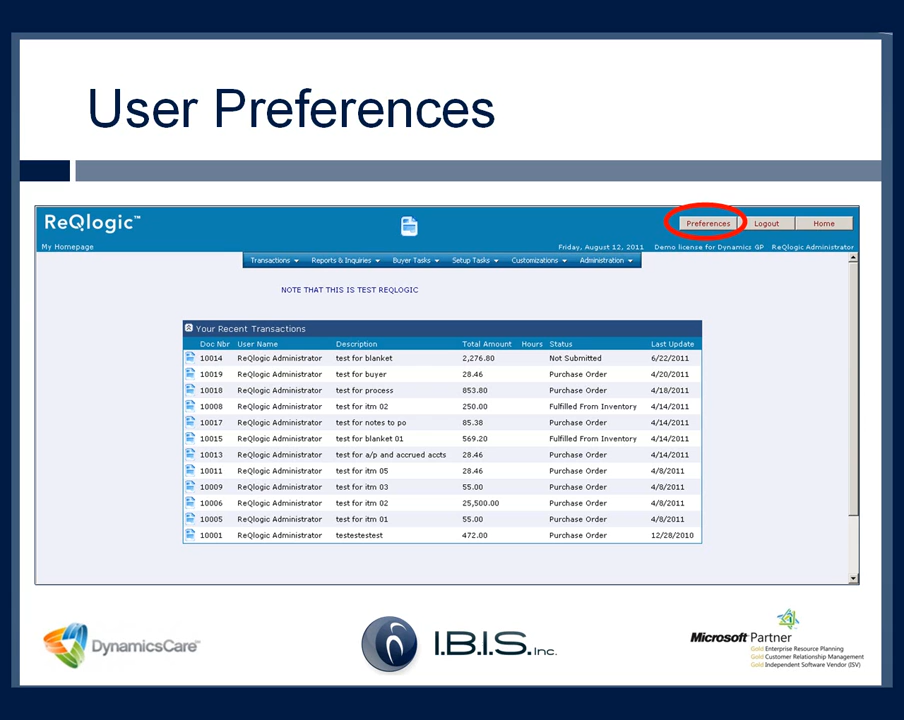 User Preferences
ReQlogic™
Preferences Logout Home
My Homepage Friday, August 12, 2011 Demo license for Dynamics GP ReQlogic Administrator
Transactions Reports & Inquiries Buyer Tasks Setup Tasks Customizations Administration
NOTE THAT THIS IS TEST REQLOGIC
Your Recent Transactions
Doc Nbr User Name Description Total Amount Hours Status Last Update
10014 ReQlogic Administrator test for blanket 2,276.80 Not Submitted 6/22/2011
10019 ReQlogic Administrator test for buyer 28.46 Purchase Order 4/20/2011
10018 ReQlogic Administrator test for process 853.80 Purchase Order 4/18/2011
10008 ReQlogic Administrator test for itm 02 250.00 Fulfilled From Inventory 4/14/2011
10017 ReQlogic Administrator test for notes to po 85.38 Purchase Order 4/14/2011
10015 ReQlogic Administrator test for blanket 01 569.20 Fulfilled From Inventory 4/14/2011
10013 ReQlogic Administrator test for a/p and accrued accts 28.46 Purchase Order 4/14/2011
10011 ReQlogic Administrator test for itm 05 28.46 Purchase Order 4/8/2011
10009 ReQlogic Administrator test for itm 03 55.00 Purchase Order 4/8/2011
10006 ReQlogic Administrator test for itm 02 25,500.00 Purchase Order 4/8/2011
10005 ReQlogic Administrator test for itm 01 55.00 Purchase Order 4/8/2011
10001 ReQlogic Administrator testestestest 472.00 Purchase Order 12/28/2010
DynamicsCare
I.B.I.S. Inc.
Microsoft Partner
Gold Enterprise Resource Planning
Gold Customer Relationship Management
Gold Independent Software Vendor (ISV)